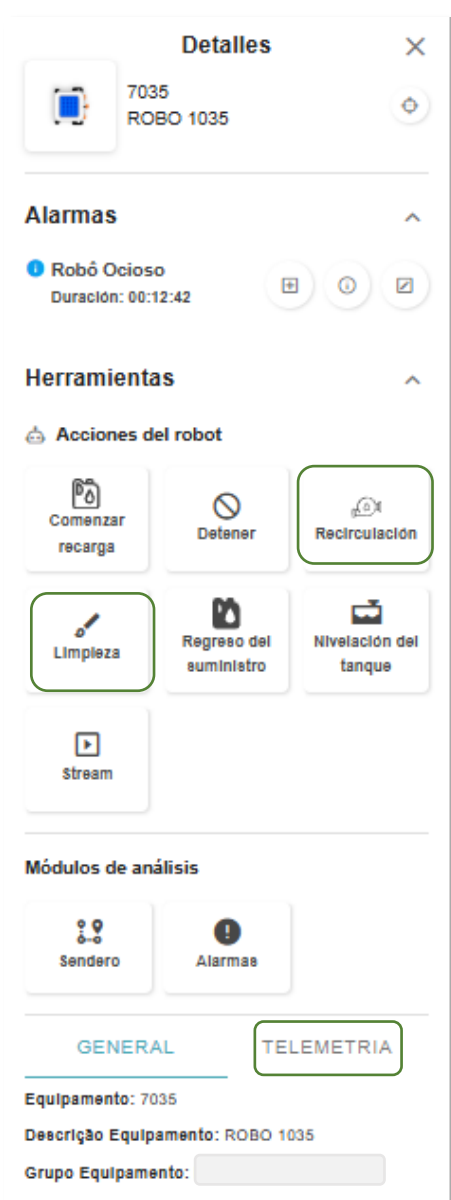 Detalles
7035
ROBO 1035
Alarmas
Robô Ocioso
Duración: 00:12:42
Herramientas
Acciones del robot
Comenzar
recarga
Detener
Recirculación
Limpieza
Regreso del
suministro
Nivelación del
tanque
Stream
Módulos de análisis
Sendero
Alarmas
GENERAL
TELEMETRIA
Equipamento: 7035
Descrição Equipamento: ROBO 1035
Grupo Equipamento: